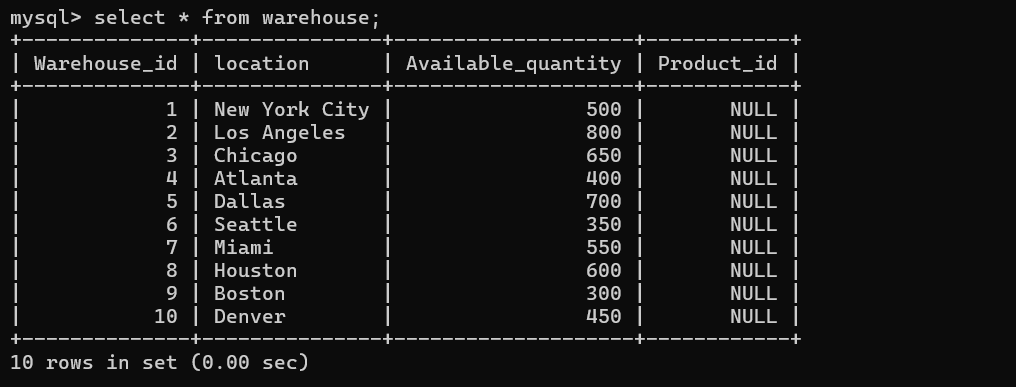 mysql> select * from warehouse;
+--------------+---------------+--------------------+------------+
| Warehouse_id | location      | Available_quantity | Product_id |
+--------------+---------------+--------------------+------------+
|            1 | New York City |                500 |       NULL |
|            2 | Los Angeles   |                800 |       NULL |
|            3 | Chicago       |                650 |       NULL |
|            4 | Atlanta       |                400 |       NULL |
|            5 | Dallas        |                700 |       NULL |
|            6 | Seattle       |                350 |       NULL |
|            7 | Miami         |                550 |       NULL |
|            8 | Houston       |                600 |       NULL |
|            9 | Boston        |                300 |       NULL |
|           10 | Denver        |                450 |       NULL |
+--------------+---------------+--------------------+------------+
10 rows in set (0.00 sec)